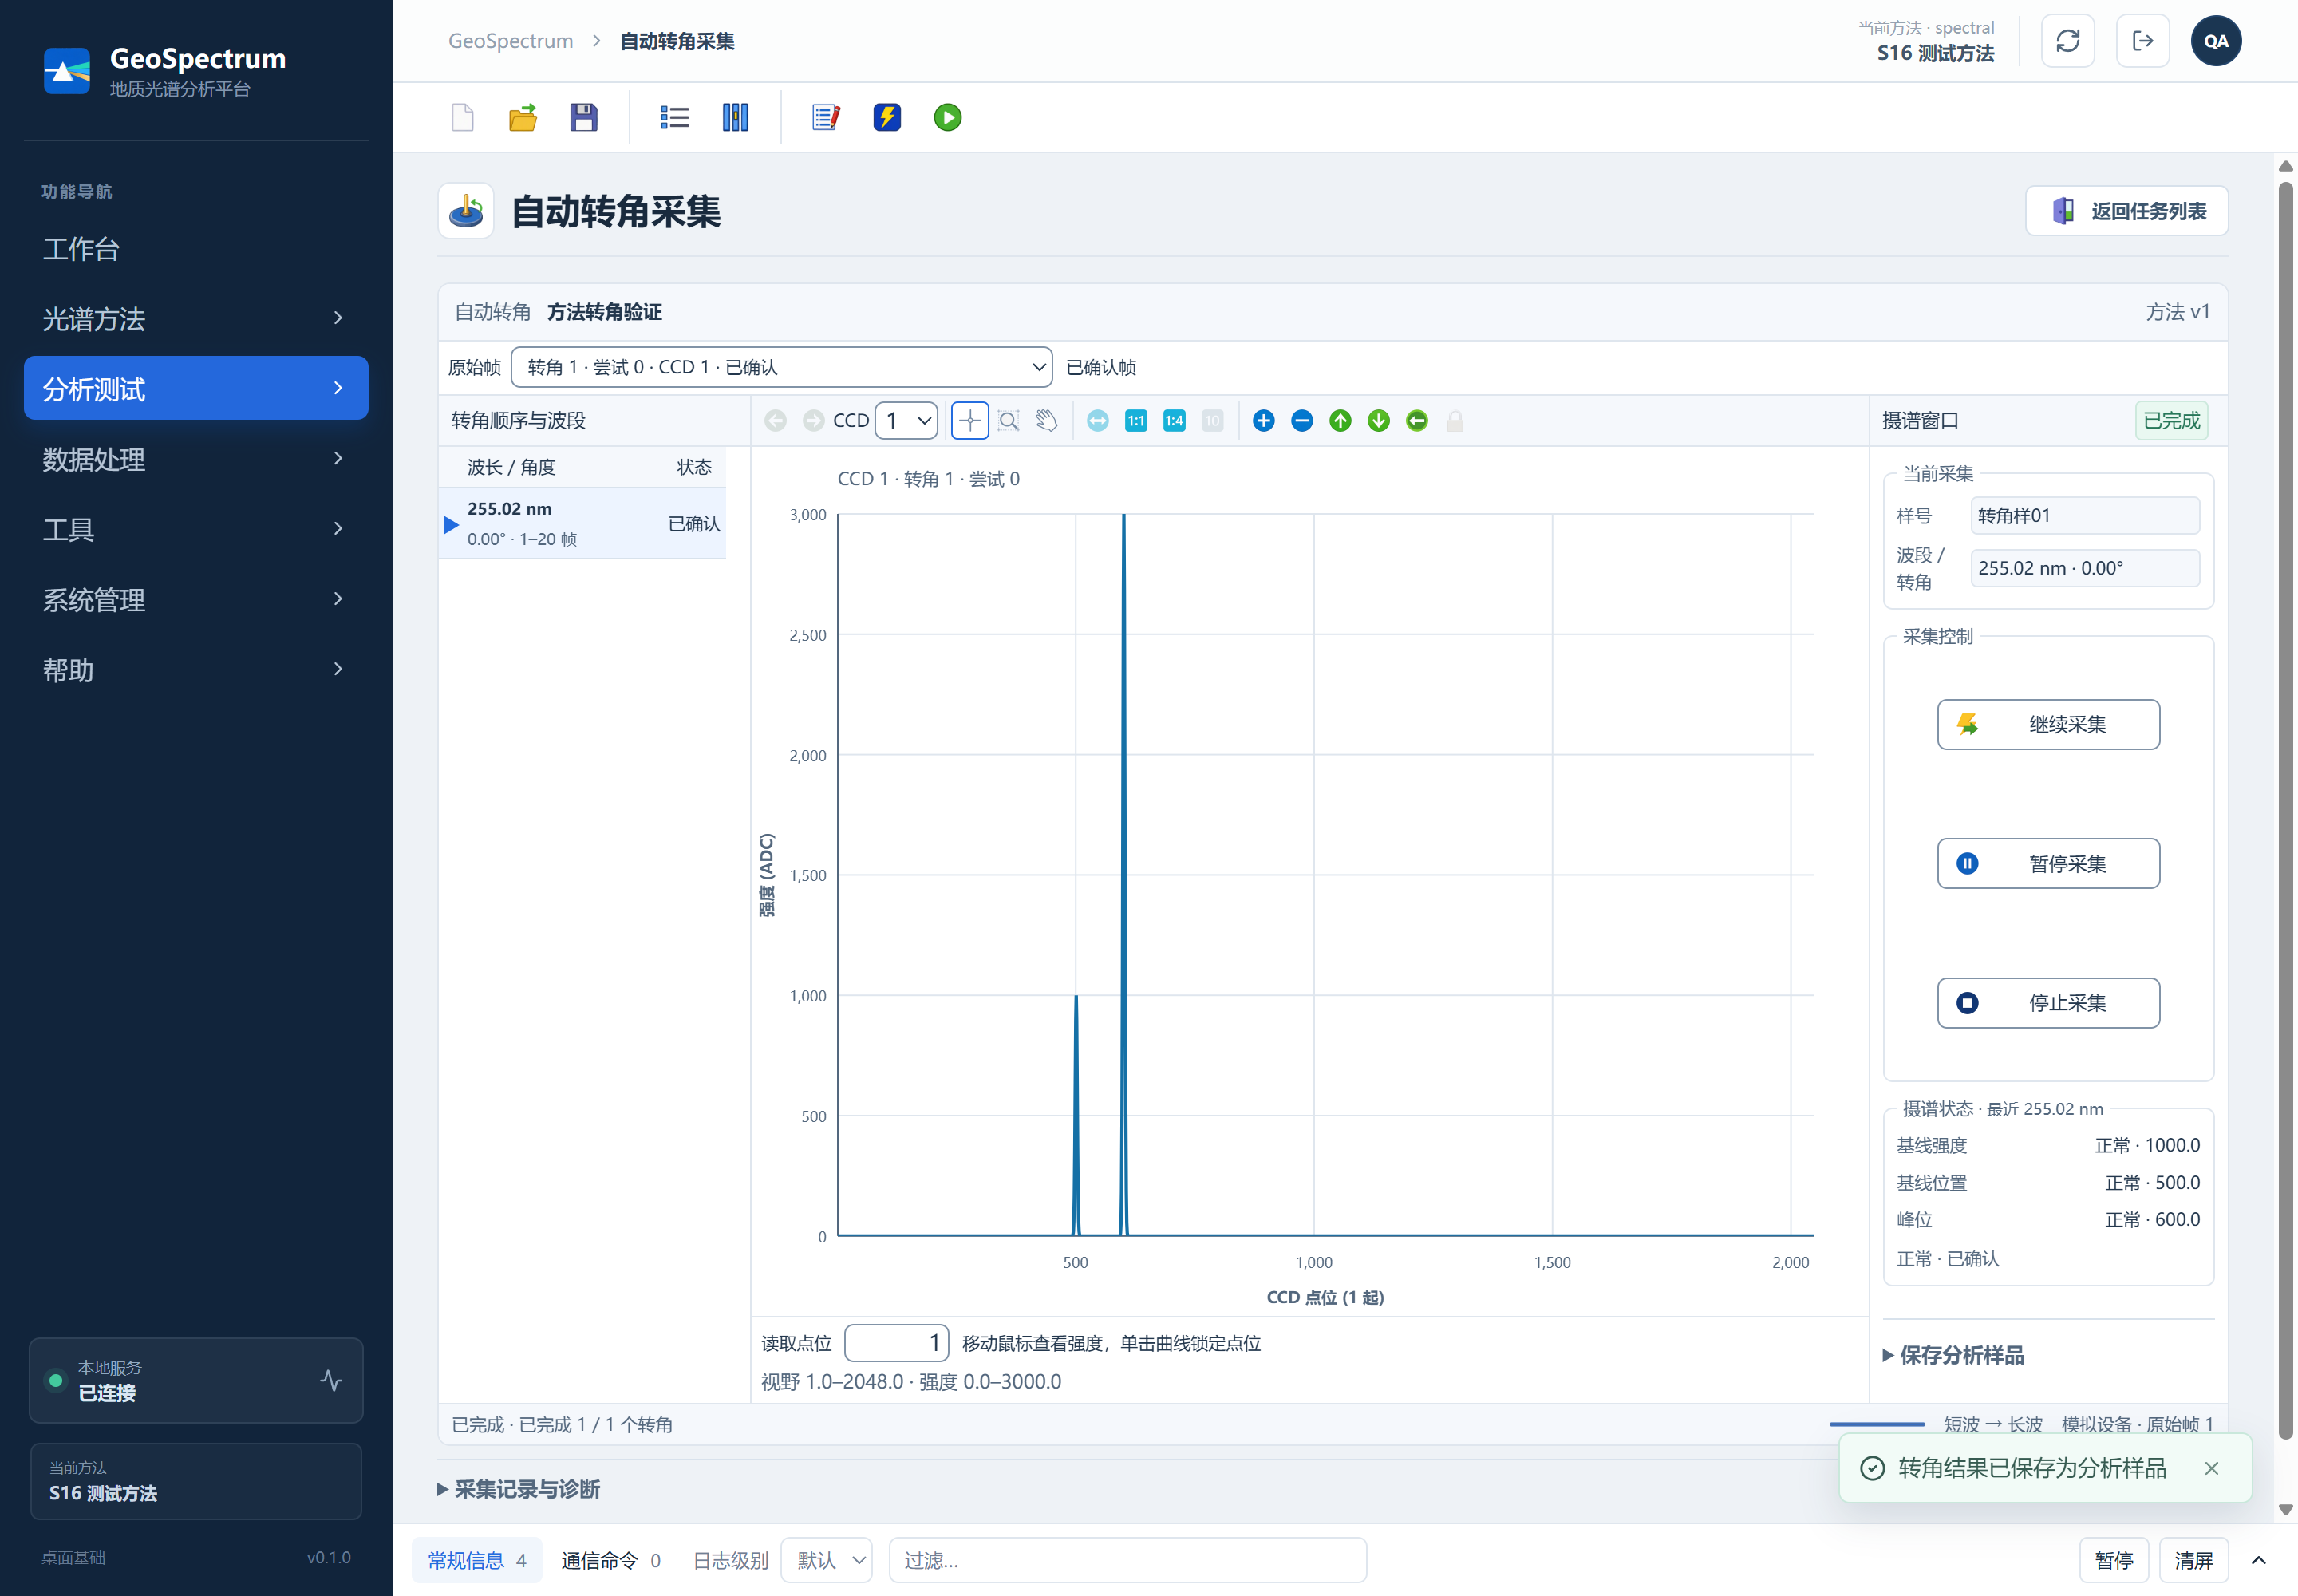 GeoSpectrum
地质光谱分析平台
功能导航
工作台
光谱方法
分析测试
数据处理
工具
系统管理
帮助
本地服务
已连接
当前方法
S16 测试方法
桌面基础 v0.1.0
GeoSpectrum 自动转角采集
当前方法 · spectral
S16 测试方法
QA
自动转角采集
返回任务列表
自动转角 方法转角验证 方法 v1
原始帧 转角 1 · 尝试 0 · CCD 1 · 已确认 已确认帧
转角顺序与波段
CCD 1 1:1 1:4 10
摄谱窗口 已完成
波长 / 角度 状态
255.02 nm
0.00° · 1–20 帧
已确认
CCD 1 · 转角 1 · 尝试 0
3,000
2,500
2,000
1,500
1,000
500
0
强度 (ADC)
500 1,000 1,500 2,000
CCD 点位 (1 起)
读取点位 1 移动鼠标查看强度，单击曲线锁定点位
视野 1.0–2048.0 · 强度 0.0–3000.0
当前采集
样号 转角样01
波段 /
转角
255.02 nm · 0.00°
采集控制
继续采集
暂停采集
停止采集
摄谱状态 · 最近 255.02 nm
基线强度 正常 · 1000.0
基线位置 正常 · 500.0
峰位 正常 · 600.0
正常 · 已确认
保存分析样品
已完成 · 已完成 1 / 1 个转角
短波 → 长波 模拟设备 · 原始帧 1
转角结果已保存为分析样品
采集记录与诊断
常规信息 4 通信命令 0 日志级别 默认 过滤... 暂停 清屏